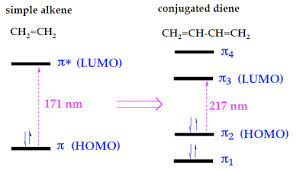 simple alkene
CH₂=CH₂
π* (LUMO)
171 nm
π (HOMO)
conjugated diene
CH₂=CH-CH=CH₂
π₄
π₃ (LUMO)
217 nm
π₂ (HOMO)
π₁